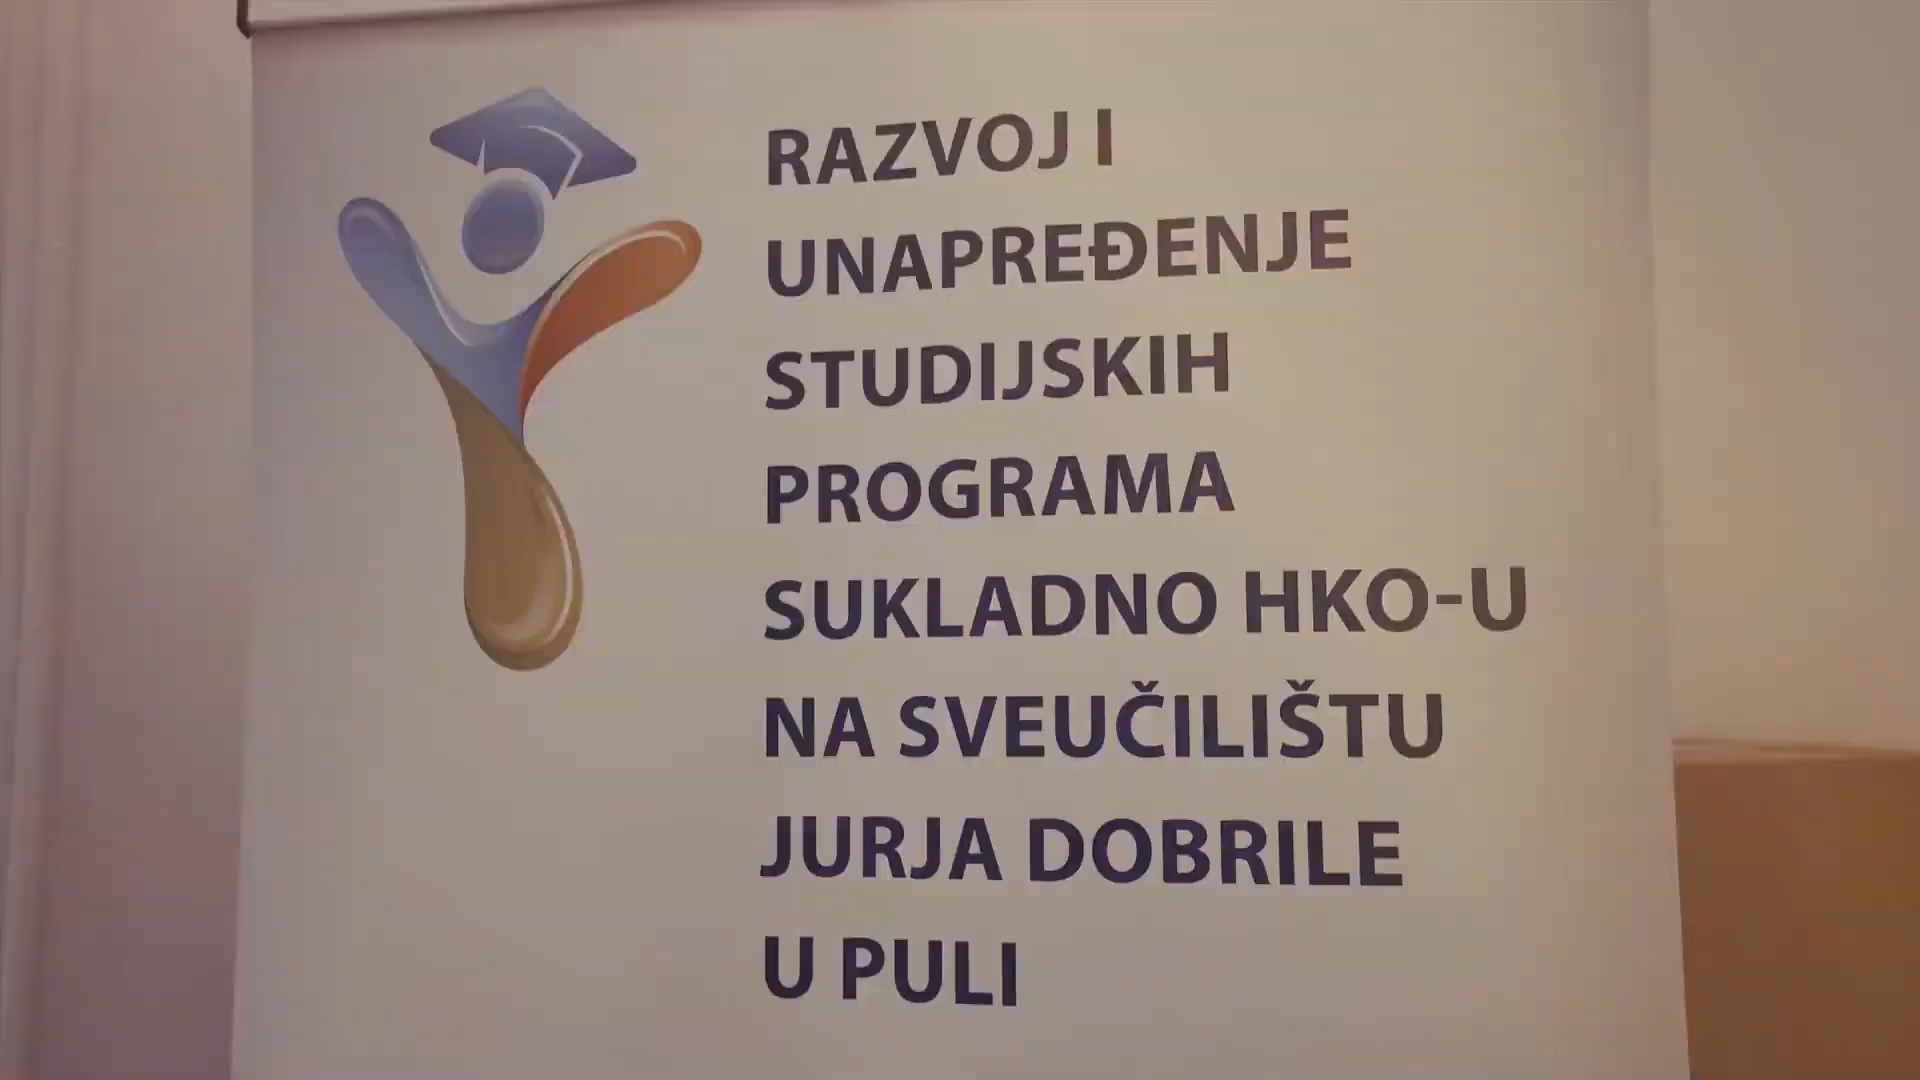 RAZVOJ I
UNAPREĐENJE
STUDIJSKIH
PROGRAMA
SUKLADNO HKO-U
NA SVEUČILIŠTU
JURJA DOBRILE
U PULI